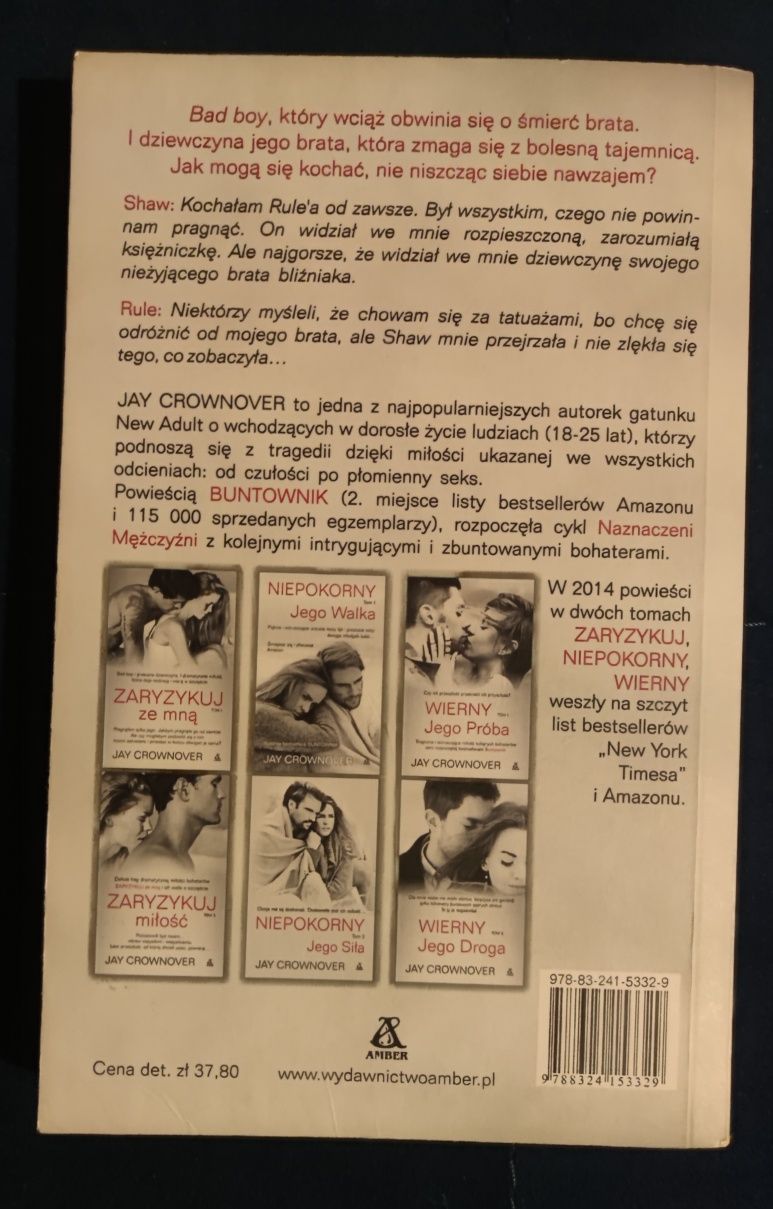 Bad boy, który wciąż obwinia się o śmierć brata.
I dziewczyna jego brata, która zmaga się z bolesną tajemnicą.
Jak mogą się kochać, nie niszcząc siebie nawzajem?
Shaw: Kochałam Rule'a od zawsze. Był wszystkim, czego nie powin-
nam pragnąć. On widział we mnie rozpieszczoną, zarozumiałą
księżniczkę. Ale najgorsze, że widział we mnie dziewczynę swojego
nieżyjącego brata bliźniaka.
Rule: Niektórzy myśleli, że chowam się za tatuażami, bo chcę się
odróżnić od mojego brata, ale Shaw mnie przejrzała i nie zlękła się
tego, co zobaczyła...
JAY CROWNOVER to jedna z najpopularniejszych autorek gatunku
New Adult o wchodzących w dorosłe życie ludziach (18-25 lat), którzy
podnoszą się z tragedii dzięki miłości ukazanej we wszystkich
odcieniach: od czułości po płomienny seks.
Powieścią BUNTOWNIK (2. miejsce listy bestsellerów Amazonu
i 115 000 sprzedanych egzemplarzy), rozpoczęła cykl Naznaczeni
Mężczyźni z kolejnymi intrygującymi i zbuntowanymi bohaterami.
ZARYZYKUJ
ze mną
JAY CROWNOVER
NIEPOKORNY
Jego Walka
JAY CROWNOVER
WIERNY
Jego Próba
JAY CROWNOVER
ZARYZYKUJ
miłość
JAY CROWNOVER
NIEPOKORNY
Jego Siła
JAY CROWNOVER
WIERNY
Jego Droga
JAY CROWNOVER
W 2014 powieści
w dwóch tomach
ZARYZYKUJ,
NIEPOKORNY,
WIERNY
weszły na szczyt
list bestsellerów
„New York
Timesa"
i Amazonu.
978-83-241-5332-9
9 788324 153329
AMBER
Cena det. zł 37,80
www.wydawnictwoamber.pl